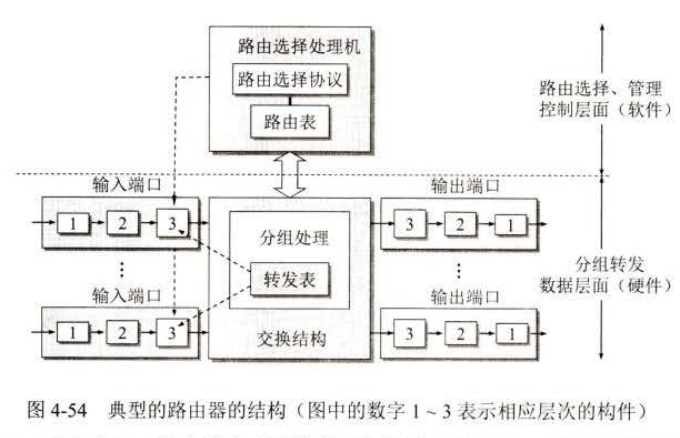 路由选择处理机
路由选择协议
路由表
路由选择、管理
控制层面（软件）
输入端口
输出端口
1 2 3
3 2 1
分组处理
转发表
交换结构
⋮
⋮
分组转发
数据层面（硬件）
输入端口
输出端口
1 2 3
3 2 1
图 4-54 典型的路由器的结构（图中的数字 1 ~ 3 表示相应层次的构件）